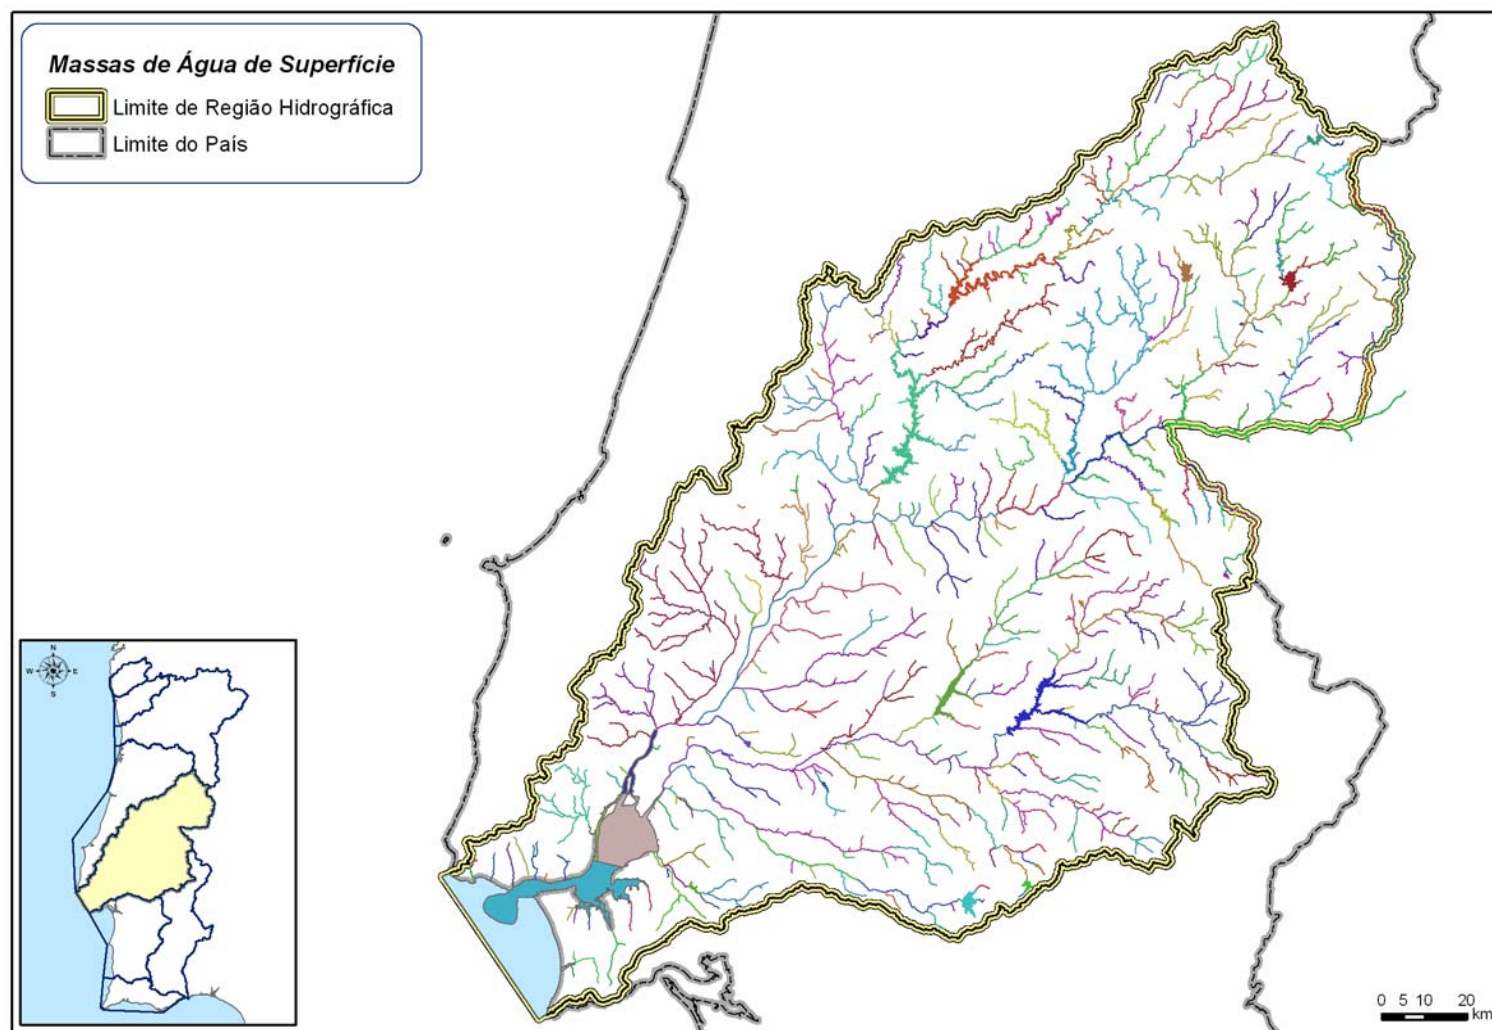 Massas de Água de Superfície
Limite de Região Hidrográfica
Limite do País
N
W
E
S
0 5 10 20
km